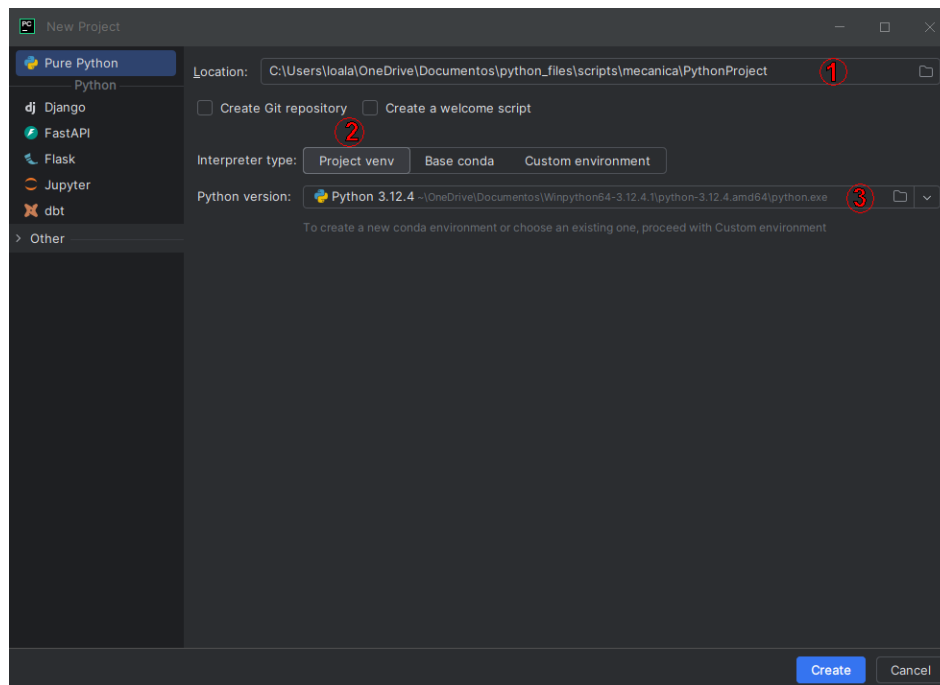 PC New Project
Pure Python
Python
dj Django
FastAPI
Flask
Jupyter
dbt
Other
Location: C:\Users\loala\OneDrive\Documentos\python_files\scripts\mecanica\PythonProject 1
Create Git repository Create a welcome script
2
Interpreter type: Project venv Base conda Custom environment
Python version: Python 3.12.4 ~\OneDrive\Documentos\Winpython64-3.12.4.1\python-3.12.4.amd64\python.exe 3
To create a new conda environment or choose an existing one, proceed with Custom environment
Create Cancel